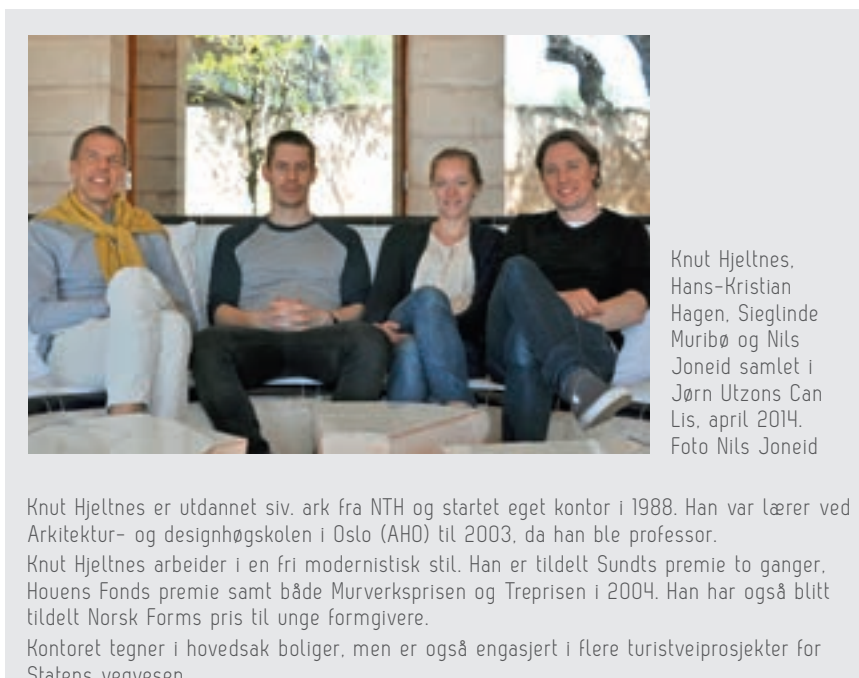 Knut Hjeltnes,
Hans-Kristian
Hagen, Sieglinde
Muribø og Nils
Joneid samlet i
Jørn Utzons Can
Lis, april 2014.
Foto Nils Joneid
Knut Hjeltnes er utdannet siv. ark fra NTH og startet eget kontor i 1988. Han var lærer ved
Arkitektur- og designhøgskolen i Oslo (AHO) til 2003, da han ble professor.
Knut Hjeltnes arbeider i en fri modernistisk stil. Han er tildelt Sundts premie to ganger,
Houens Fonds premie samt både Murverksprisen og Treprisen i 2004. Han har også blitt
tildelt Norsk Forms pris til unge formgivere.
Kontoret tegner i hovedsak boliger, men er også engasjert i flere turistveiprosjekter for
Statens vegvesen